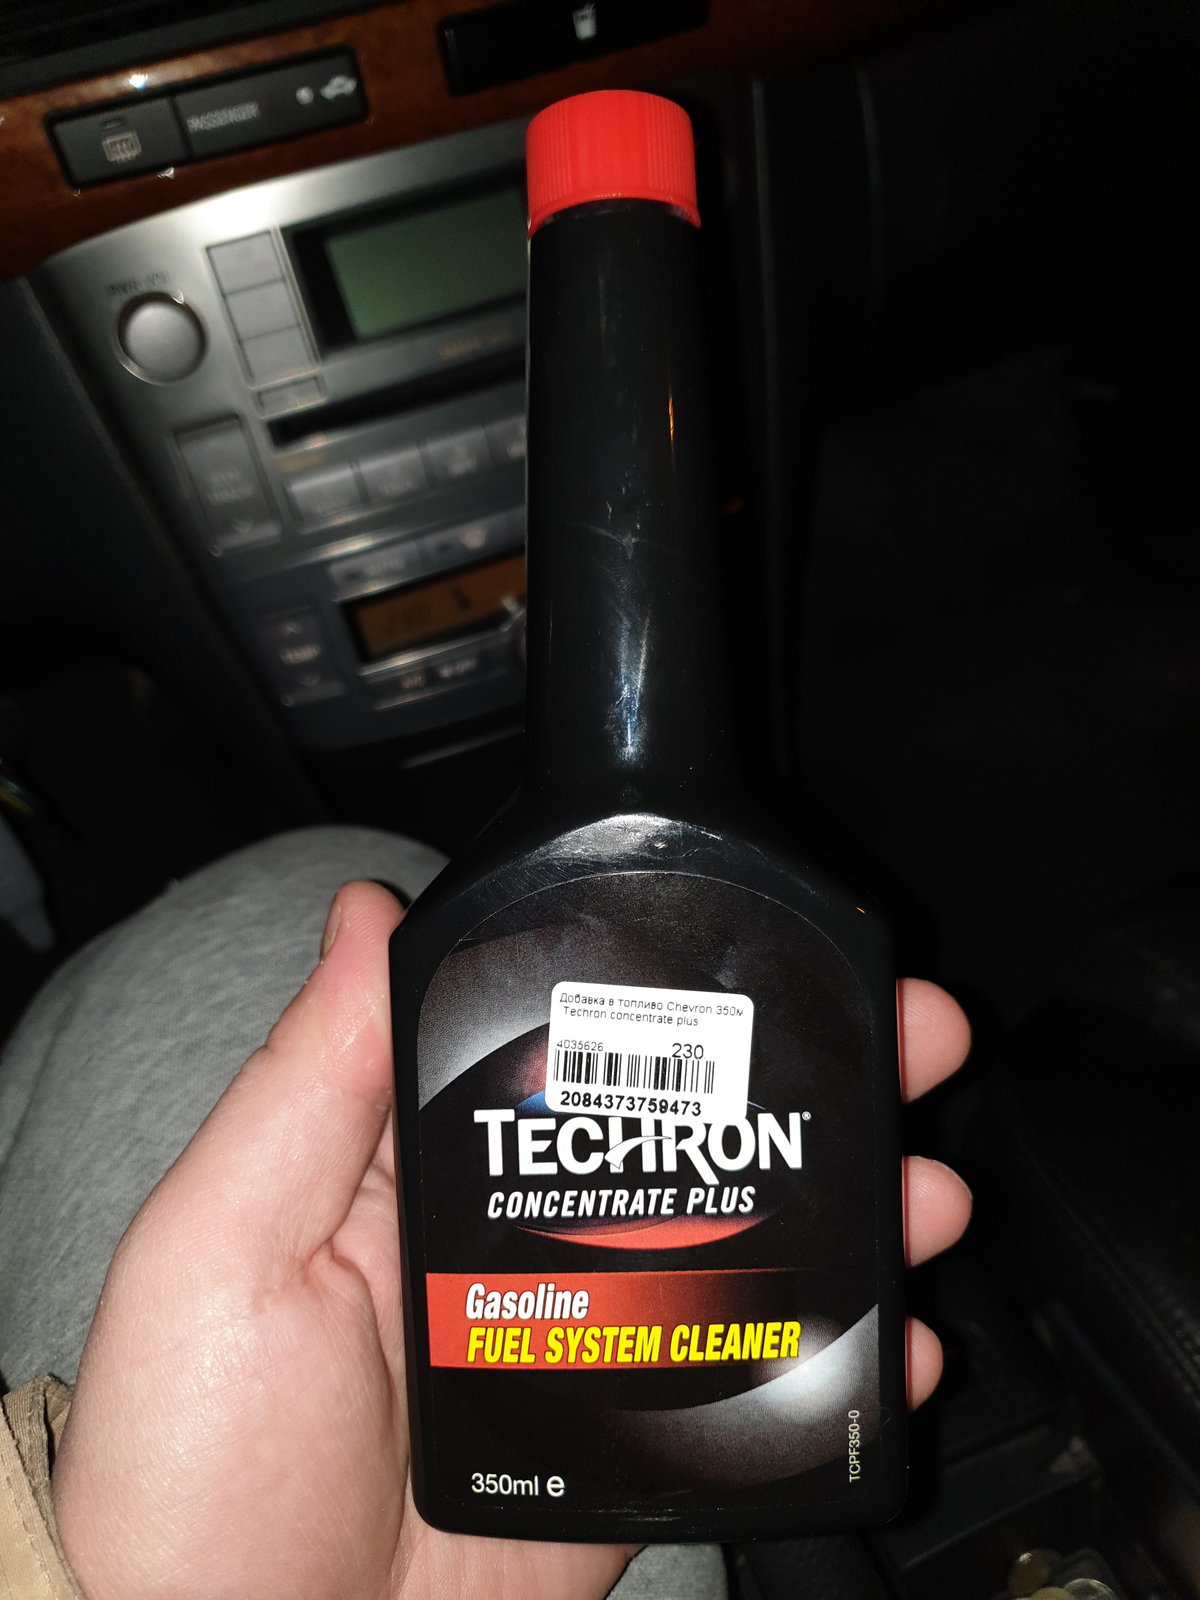 PASSENGER
Добавка в топливо Chevron 350м
Techron concentrate plus
4035626
230
2084373759473
TECHRON®
CONCENTRATE PLUS
Gasoline
FUEL SYSTEM CLEANER
TCPF350-0
350ml e